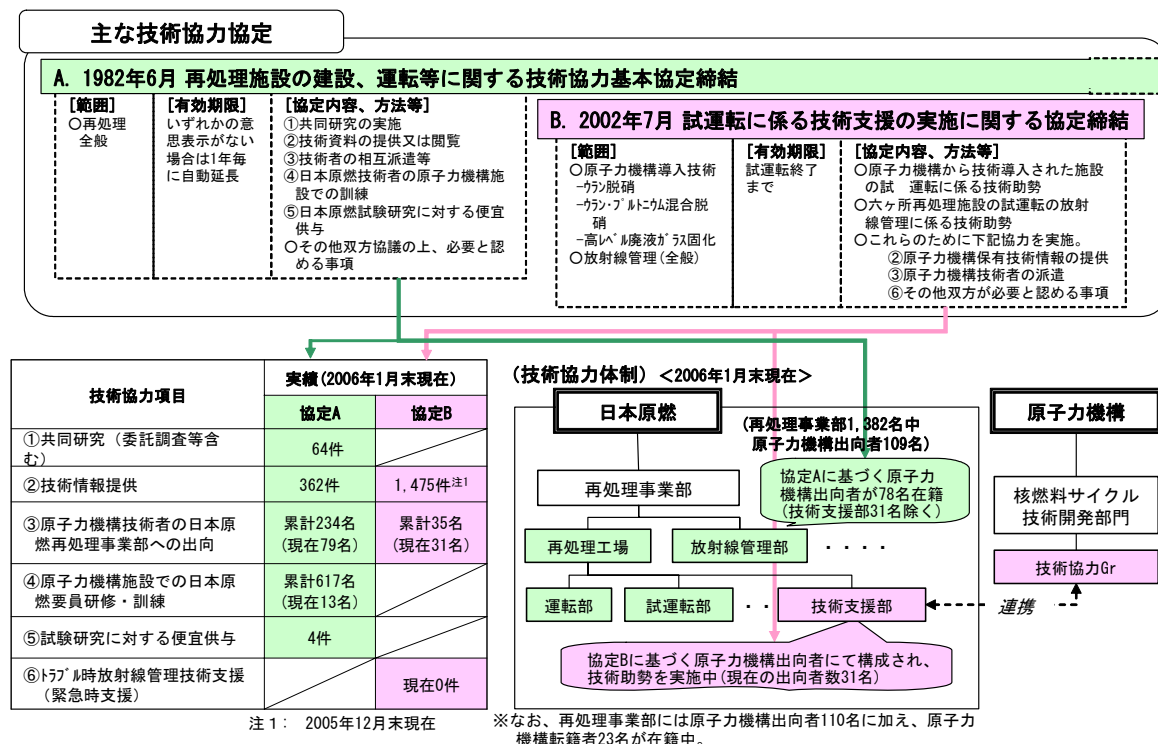 主な技術協力協定
A. 1982年6月 再処理施設の建設、運転等に関する技術協力基本協定締結
[範囲]
○再処理
全般
[有効期限]
いずれかの意
思表示がない
場合は1年毎
に自動延長
[協定内容、方法等]
①共同研究の実施
②技術資料の提供又は閲覧
③技術者の相互派遣等
④日本原燃技術者の原子力機構施
設での訓練
⑤日本原燃試験研究に対する便宜
供与
○その他双方協議の上、必要と認
める事項
B. 2002年7月 試運転に係る技術支援の実施に関する協定締結
[範囲]
○原子力機構導入技術
－ウラン脱硝
－ウラン・プルトニウム混合脱
硝
－高レベル廃液ガラス固化
○放射線管理(全般)
[有効期限]
試運転終了
まで
[協定内容、方法等]
○原子力機構から技術導入された施設
の試　運転に係る技術助勢
○六ヶ所再処理施設の試運転の放射
線管理に係る技術助勢
○これらのために下記協力を実施。
②原子力機構保有技術情報の提供
③原子力機構技術者の派遣
⑥その他双方が必要と認める事項
技術協力項目
実績(2006年1月末現在)
協定A
協定B
①共同研究（委託調査等含
む）
64件
②技術情報提供
362件
1,475件注1
③原子力機構技術者の日本原
燃再処理事業部への出向
累計234名
(現在79名)
累計35名
(現在31名)
④原子力機構施設での日本原
燃要員研修・訓練
累計617名
(現在13名)
⑤試験研究に対する便宜供与
4件
⑥トラブル時放射線管理技術支援
（緊急時支援）
現在0件
注1：　2005年12月末現在
(技術協力体制) ＜2006年1月末現在＞
日本原燃
(再処理事業部1,382名中
原子力機構出向者109名)
原子力機構
再処理事業部
協定Aに基づく原子力
機構出向者が78名在籍
(技術支援部31名除く)
核燃料サイクル
技術開発部門
再処理工場
放射線管理部
・・・・
技術協力Gr
運転部
試運転部
・・
技術支援部
連携
協定Bに基づく原子力機構出向者にて構成され、
技術助勢を実施中(現在の出向者数31名)
※なお、再処理事業部には原子力機構出向者110名に加え、原子力
機構転籍者23名が在籍中。